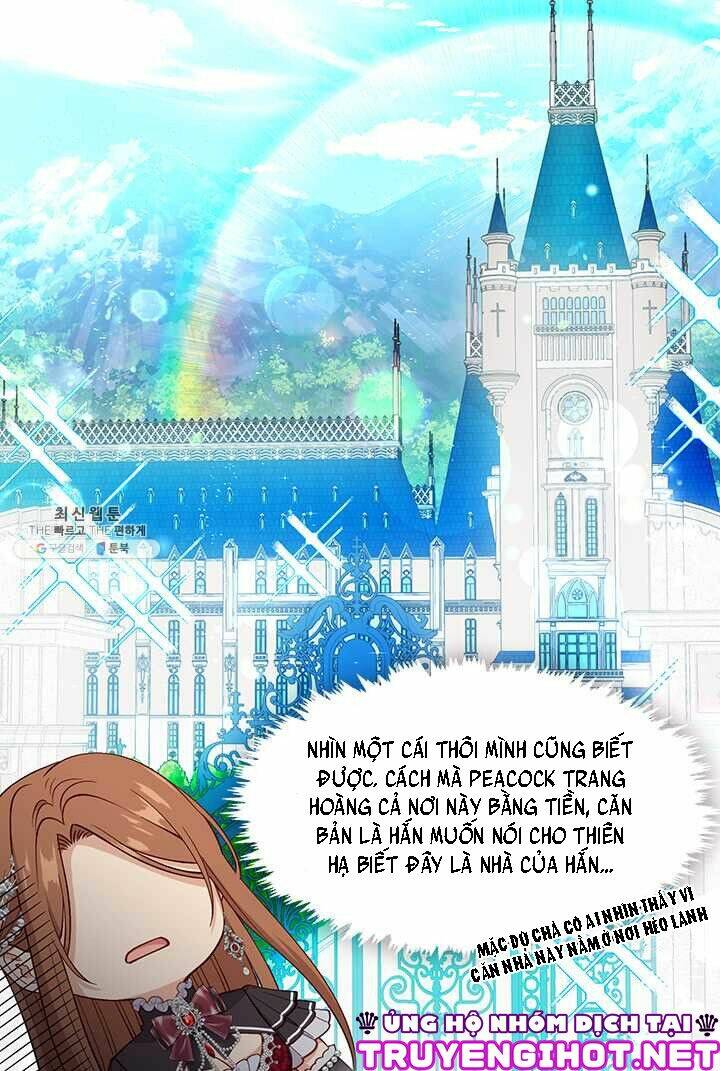 최신웹툰
THE 빠르고 THE 편하게
구글검색 툰북
NHÌN MỘT CÁI THÔI MÌNH CŨNG BIẾT
ĐƯỢC, CÁCH MÀ PEACOCK TRANG
HOÀNG CẢ NƠI NÀY BẰNG TIỀN, CĂN
BẢN LÀ HẮN MUỐN NÓI CHO THIÊN
HẠ BIẾT ĐÂY LÀ NHÀ CỦA HẮN...
MẶC DÙ CHẢ CÓ AI NHÌN THẤY VÌ
CĂN NHÀ NÀY NẰM Ở NƠI HẺO LÁNH
ỦNG HỘ NHÓM DỊCH TẠI
TRUYENGIHOT.NET